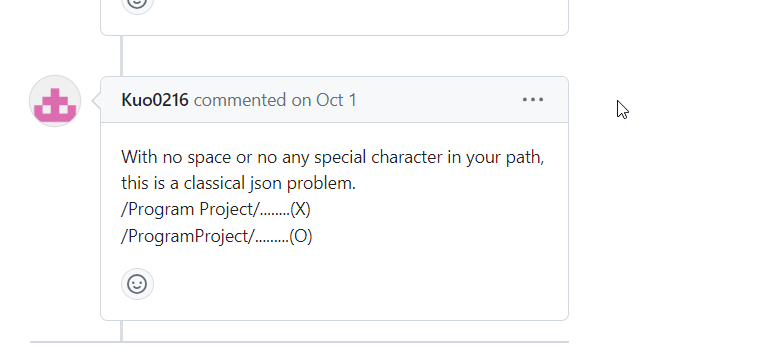 Kuo0216 commented on Oct 1
With no space or no any special character in your path,
this is a classical json problem.
/Program Project/........(X)
/ProgramProject/.........(O)